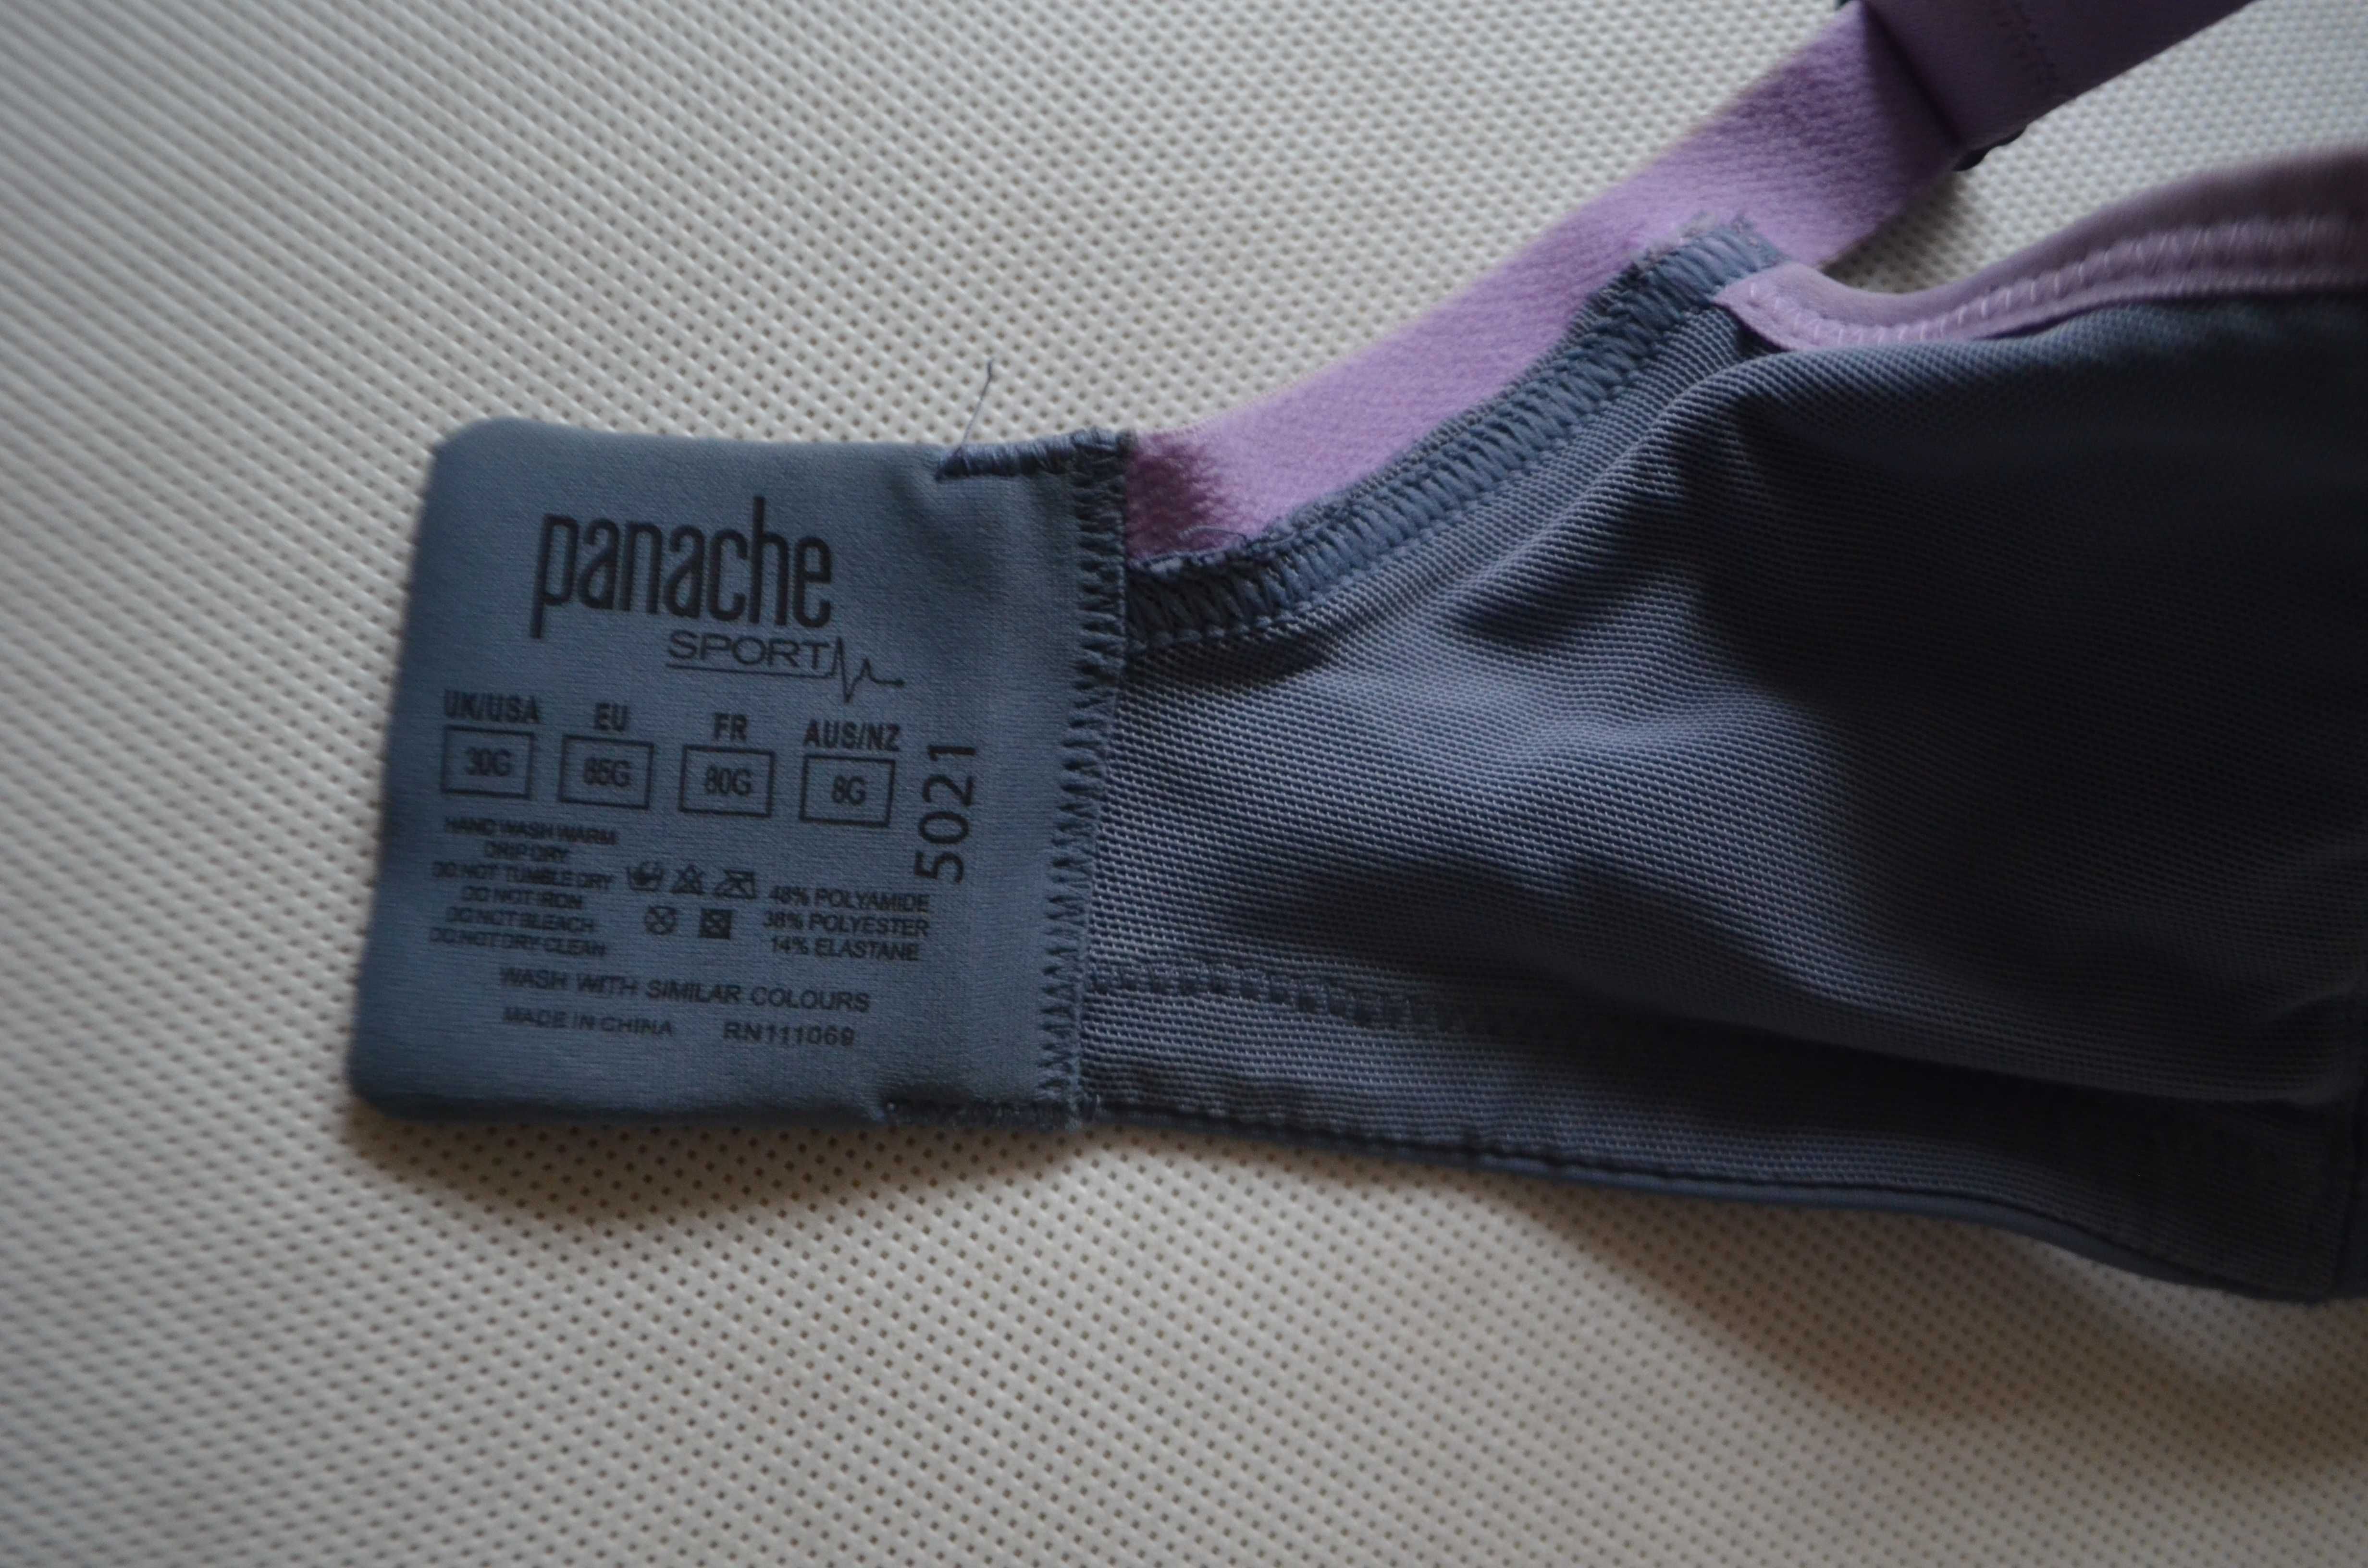 panache
SPORT
UK/USA EU FR AUS/NZ
30G 65G 80G 8G
5021
HAND WASH WARM
DRIP DRY
DO NOT TUMBLE DRY
DO NOT IRON
DO NOT BLEACH
DO NOT DRY CLEAN
48% POLYAMIDE
38% POLYESTER
14% ELASTANE
WASH WITH SIMILAR COLOURS
MADE IN CHINA RN111069